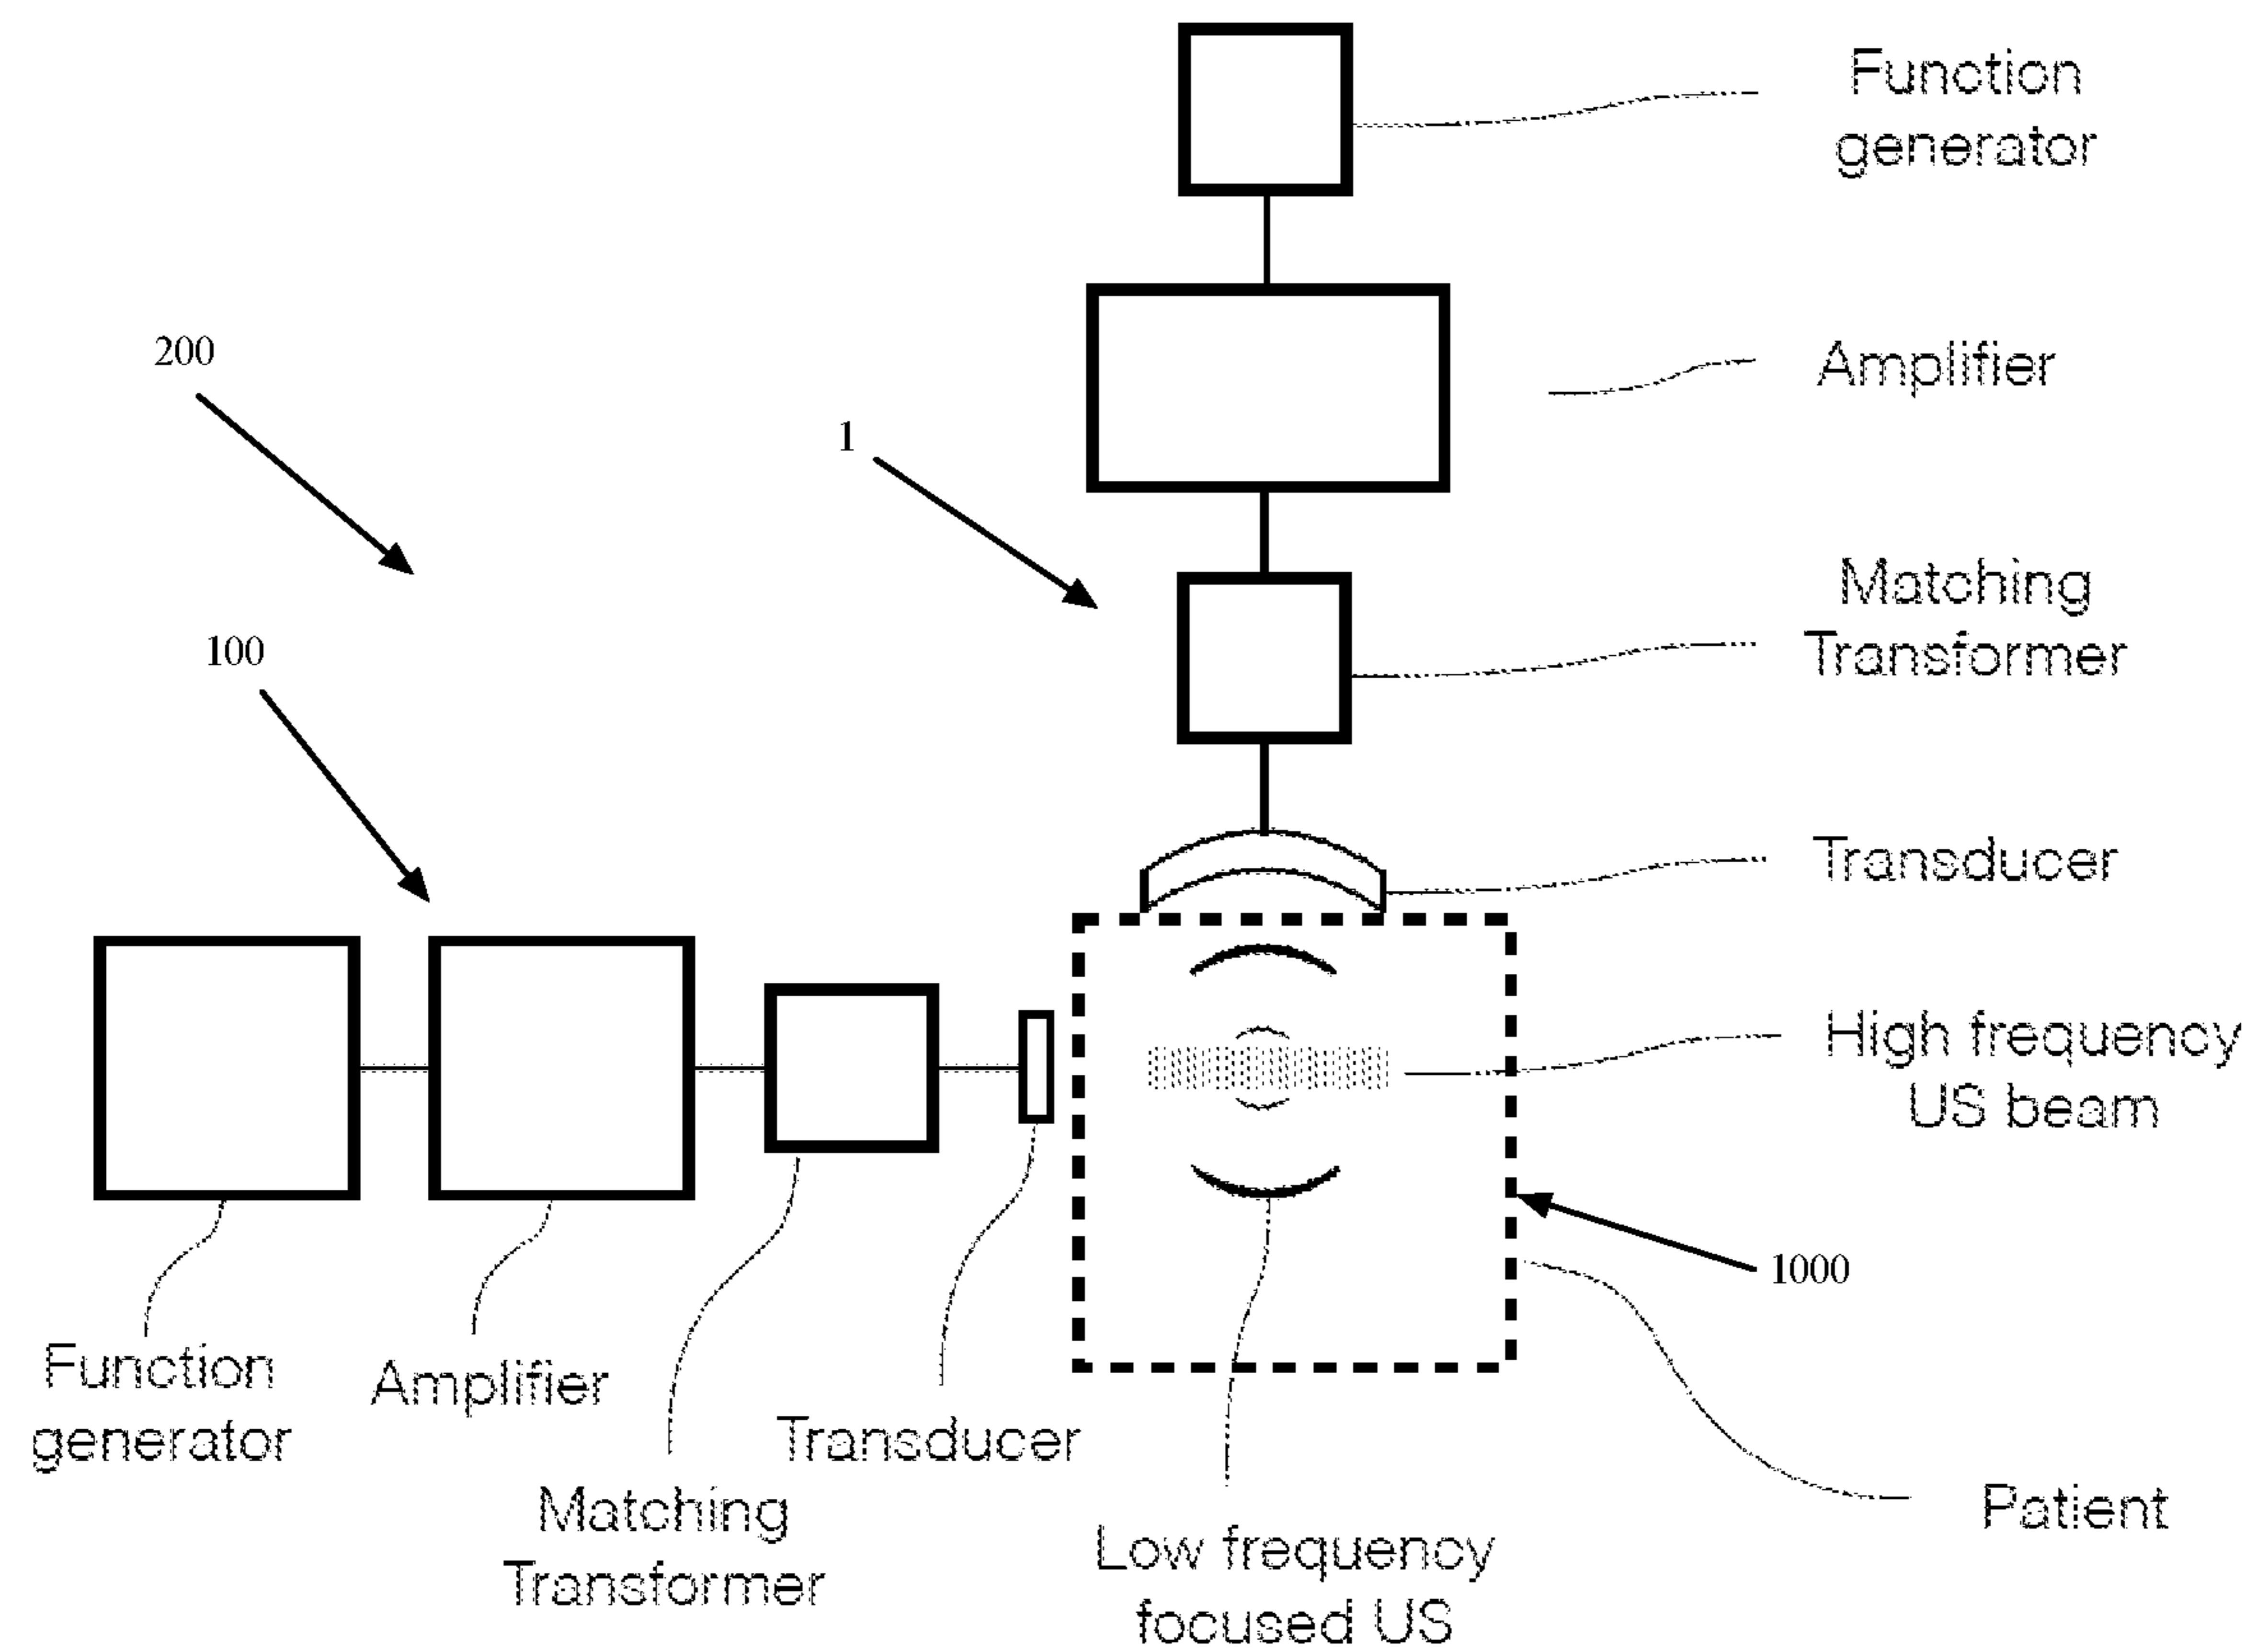 Function
generator
200
Amplifier
1
Matching
Transformer
100
Transducer
High frequency
US beam
1000
Function
generator
Amplifier
Transducer
Matching
Transformer
Low frequency
focused US
Patient